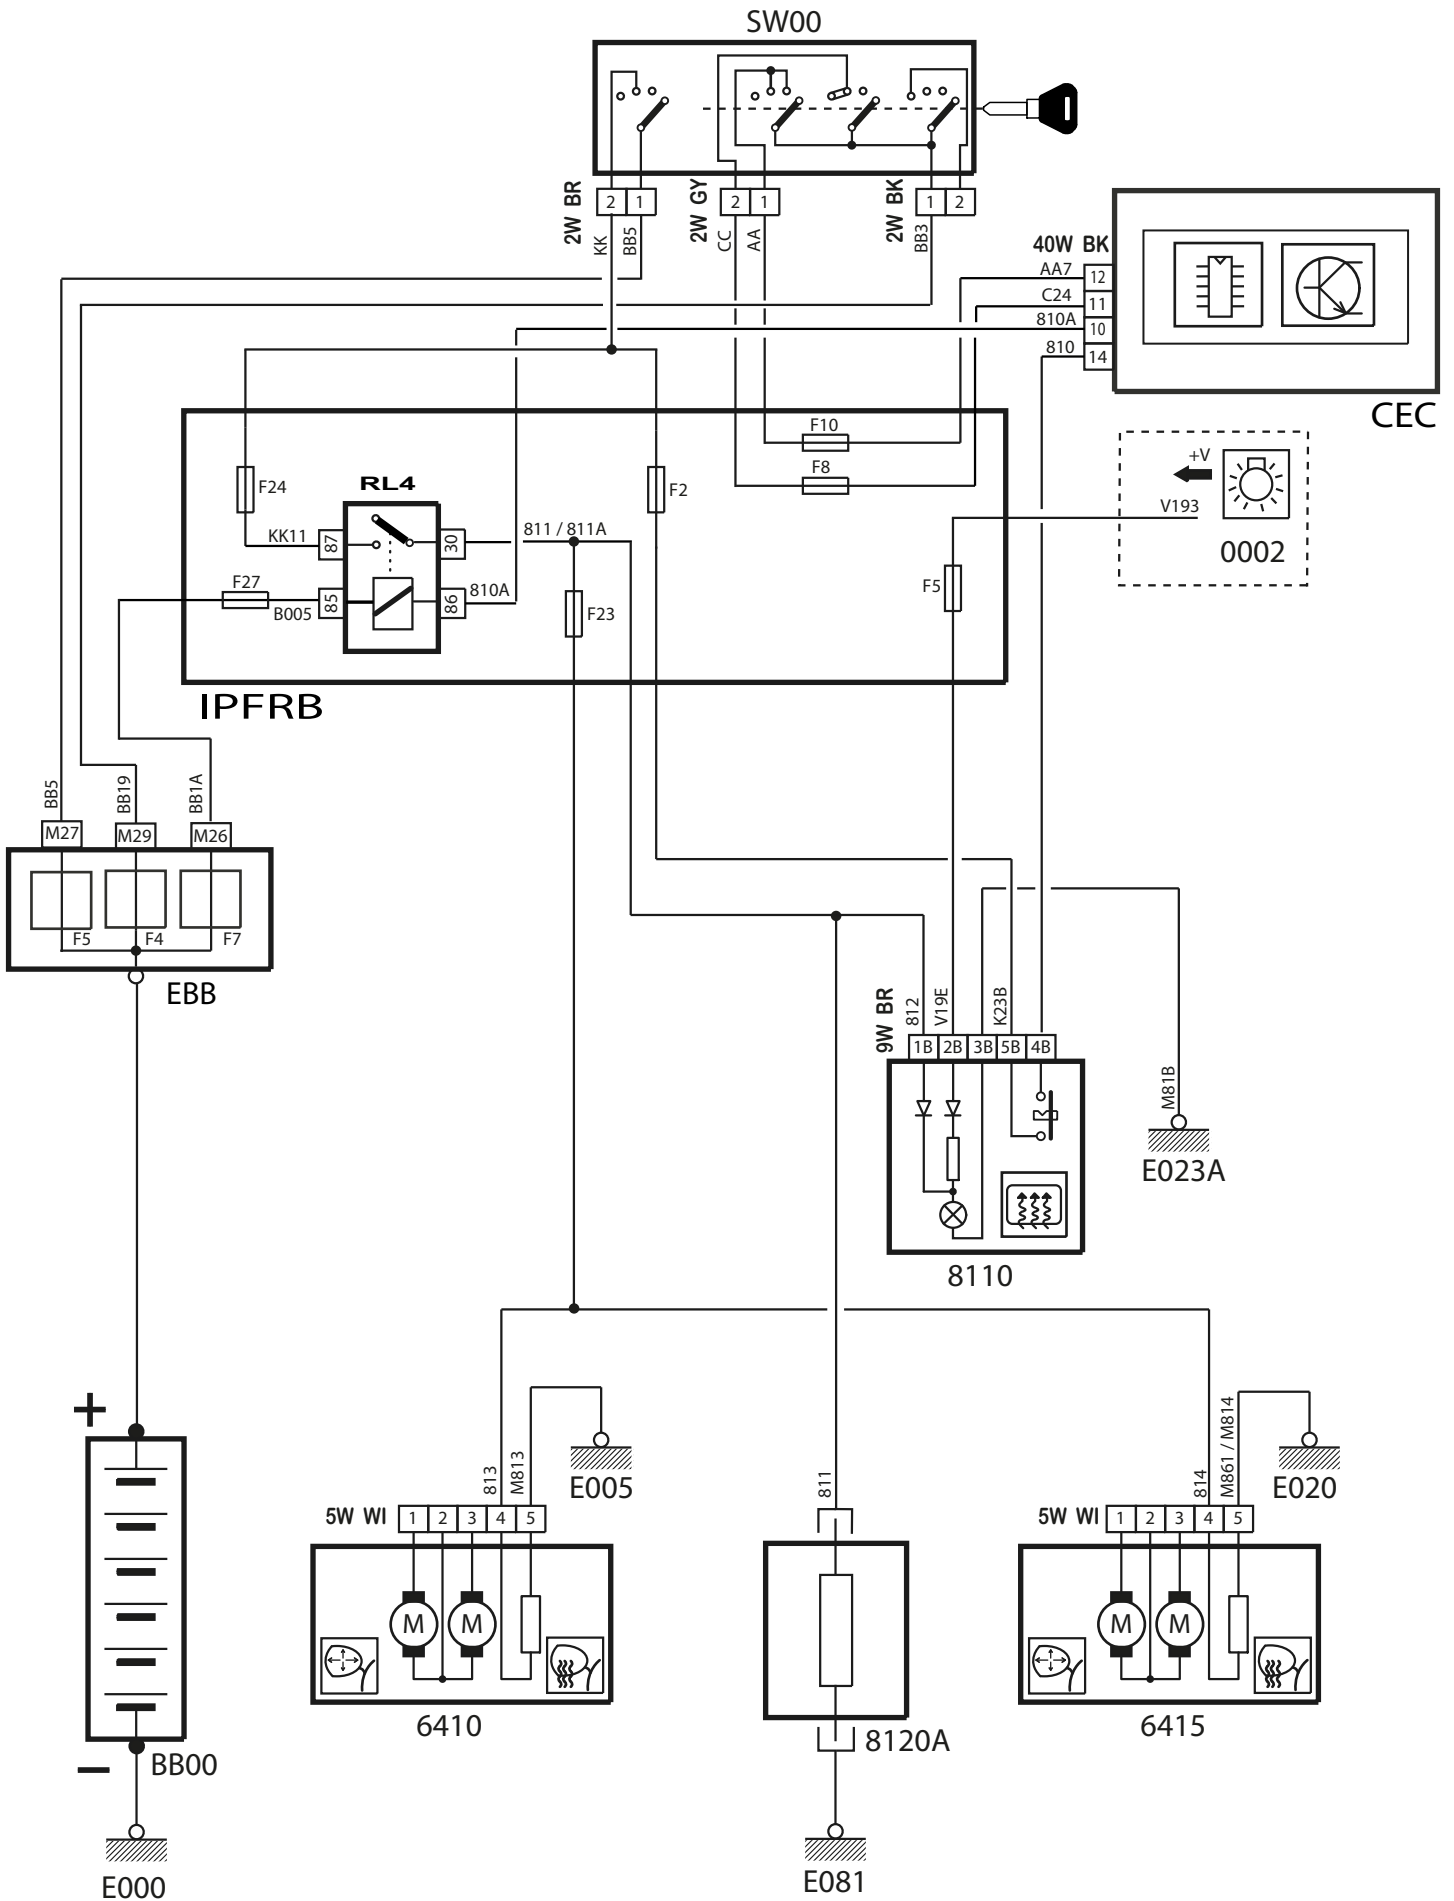 SW00
2W BR
2
1
2W GY
2
1
2W BK
1
2
KK
BB5
CC
AA
BB3
40W BK
AA7
12
C24
11
810A
10
810
14
CEC
F10
F8
+V
V193
0002
F24
RL4
F2
KK11
87
30
811 / 811A
F27
B005
85
86
810A
F23
F5
IPFRB
BB5
BB19
BB1A
M27
M29
M26
F5
F4
F7
EBB
9W BR
812
V19E
K23B
1B
2B
3B
5B
4B
M81B
E023A
8110
+
813
M813
E005
811
814
M861 / M814
E020
5W WI
1
2
3
4
5
5W WI
1
2
3
4
5
M
M
M
M
6410
8120A
6415
–
BB00
E000
E081